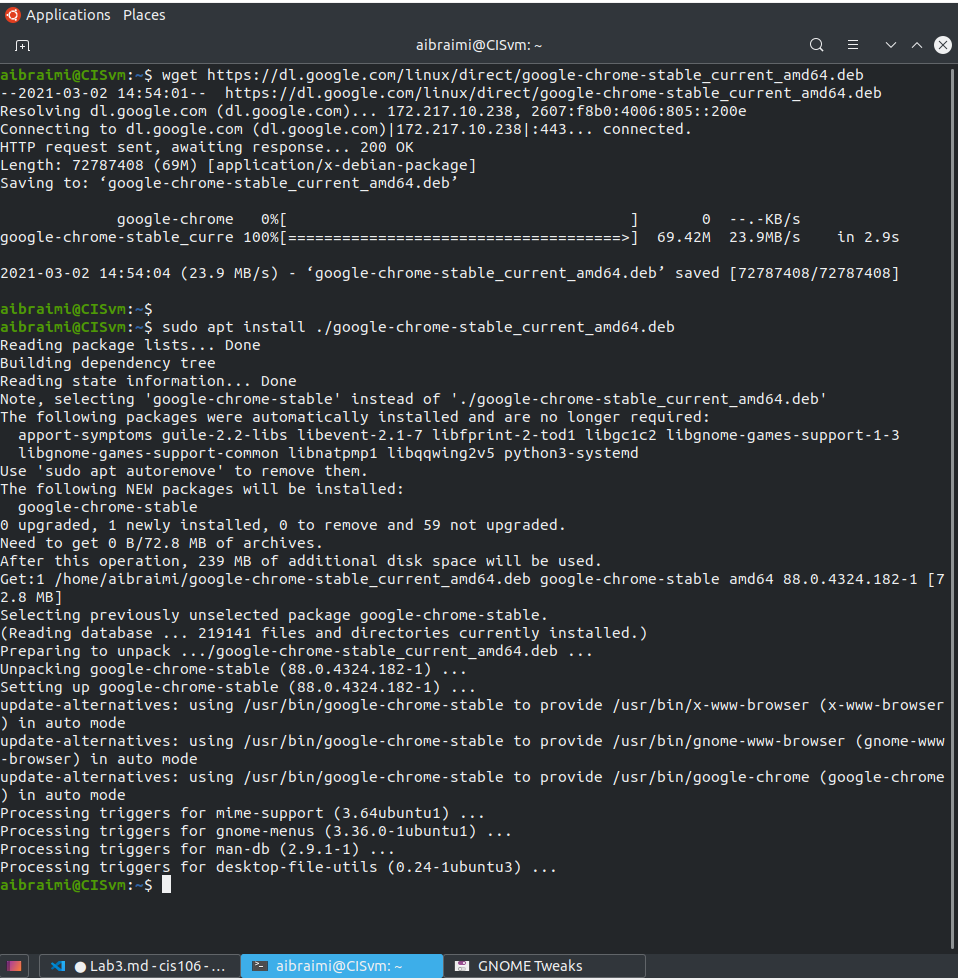 Applications Places
aibraimi@CISvm: ~
aibraimi@CISvm:~$ wget https://dl.google.com/linux/direct/google-chrome-stable_current_amd64.deb
--2021-03-02 14:54:01--  https://dl.google.com/linux/direct/google-chrome-stable_current_amd64.deb
Resolving dl.google.com (dl.google.com)... 172.217.10.238, 2607:f8b0:4006:805::200e
Connecting to dl.google.com (dl.google.com)|172.217.10.238|:443... connected.
HTTP request sent, awaiting response... 200 OK
Length: 72787408 (69M) [application/x-debian-package]
Saving to: ‘google-chrome-stable_current_amd64.deb’
google-chrome   0%[                                      ]       0  --.-KB/s
google-chrome-stable_curre 100%[=====================================>]  69.42M  23.9MB/s    in 2.9s
2021-03-02 14:54:04 (23.9 MB/s) - ‘google-chrome-stable_current_amd64.deb’ saved [72787408/72787408]
aibraimi@CISvm:~$
aibraimi@CISvm:~$ sudo apt install ./google-chrome-stable_current_amd64.deb
Reading package lists... Done
Building dependency tree
Reading state information... Done
Note, selecting 'google-chrome-stable' instead of './google-chrome-stable_current_amd64.deb'
The following packages were automatically installed and are no longer required:
  apport-symptoms guile-2.2-libs libevent-2.1-7 libfprint-2-tod1 libgc1c2 libgnome-games-support-1-3
  libgnome-games-support-common libnatpmp1 libqqwing2v5 python3-systemd
Use 'sudo apt autoremove' to remove them.
The following NEW packages will be installed:
  google-chrome-stable
0 upgraded, 1 newly installed, 0 to remove and 59 not upgraded.
Need to get 0 B/72.8 MB of archives.
After this operation, 239 MB of additional disk space will be used.
Get:1 /home/aibraimi/google-chrome-stable_current_amd64.deb google-chrome-stable amd64 88.0.4324.182-1 [7
2.8 MB]
Selecting previously unselected package google-chrome-stable.
(Reading database ... 219141 files and directories currently installed.)
Preparing to unpack .../google-chrome-stable_current_amd64.deb ...
Unpacking google-chrome-stable (88.0.4324.182-1) ...
Setting up google-chrome-stable (88.0.4324.182-1) ...
update-alternatives: using /usr/bin/google-chrome-stable to provide /usr/bin/x-www-browser (x-www-browser
) in auto mode
update-alternatives: using /usr/bin/google-chrome-stable to provide /usr/bin/gnome-www-browser (gnome-www
-browser) in auto mode
update-alternatives: using /usr/bin/google-chrome-stable to provide /usr/bin/google-chrome (google-chrome
) in auto mode
Processing triggers for mime-support (3.64ubuntu1) ...
Processing triggers for gnome-menus (3.36.0-1ubuntu1) ...
Processing triggers for man-db (2.9.1-1) ...
Processing triggers for desktop-file-utils (0.24-1ubuntu3) ...
aibraimi@CISvm:~$
● Lab3.md - cis106 - ... aibraimi@CISvm: ~ GNOME Tweaks